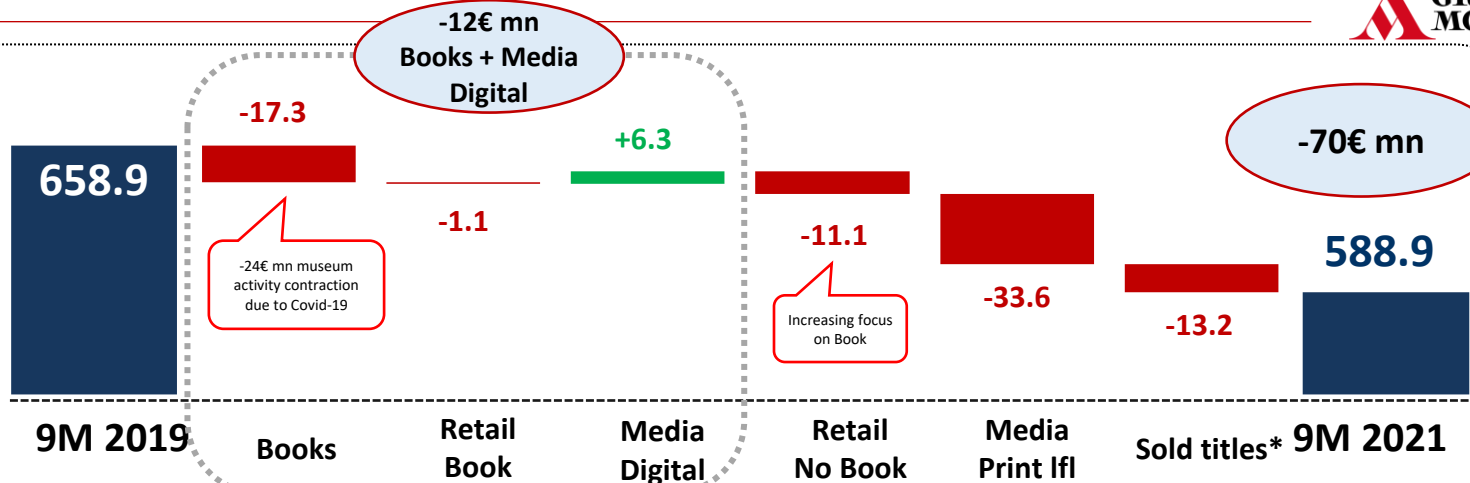 -12€ mn
Books + Media
Digital
-17.3
+6.3
-70€ mn
658.9
-1.1
-11.1
588.9
-24€ mn museum
activity contraction
due to Covid-19
-33.6
Increasing focus
on Book
-13.2
9M 2019
Books
Retail
Book
Media
Digital
Retail
No Book
Media
Print lfl
Sold titles*
9M 2021